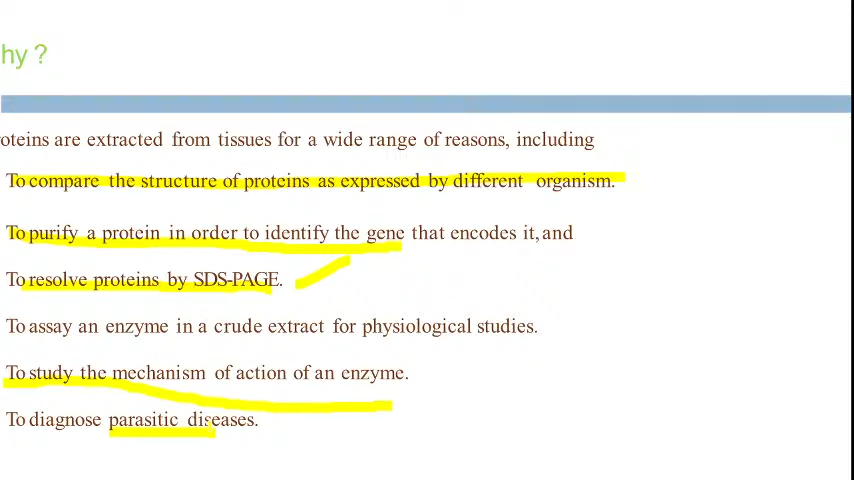 hy ?
roteins are extracted from tissues for a wide range of reasons, including
To compare the structure of proteins as expressed by different organism.
To purify a protein in order to identify the gene that encodes it, and
To resolve proteins by SDS-PAGE.
To assay an enzyme in a crude extract for physiological studies.
To study the mechanism of action of an enzyme.
To diagnose parasitic diseases.